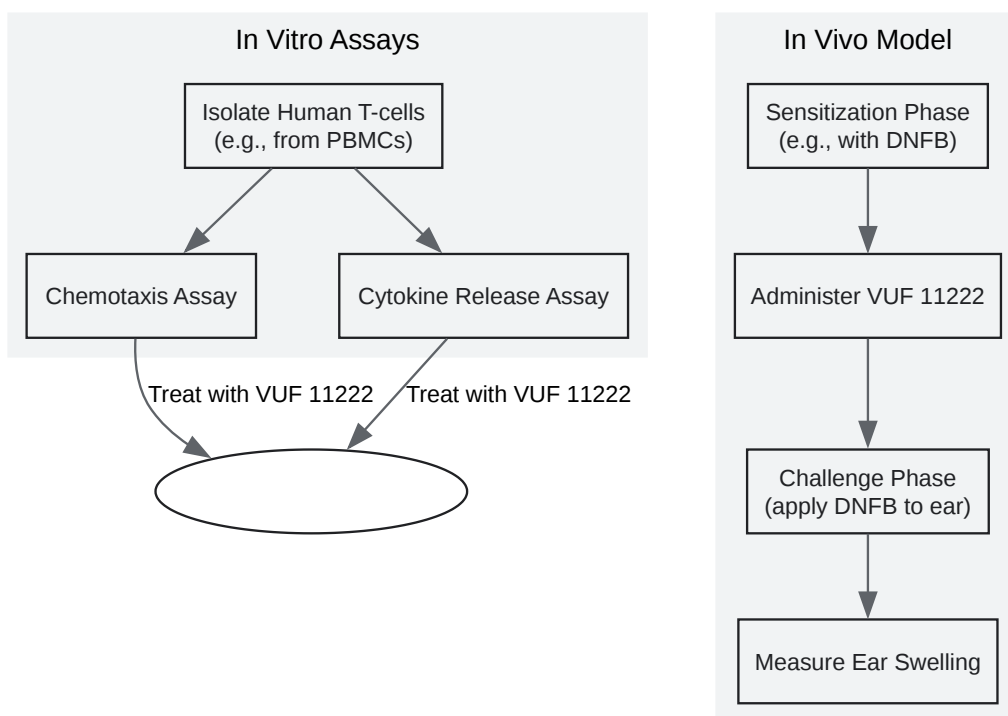 In Vitro Assays
Isolate Human T-cells
(e.g., from PBMCs)
Chemotaxis Assay
Cytokine Release Assay
Treat with VUF 11222
Treat with VUF 11222
In Vivo Model
Sensitization Phase
(e.g., with DNFB)
Administer VUF 11222
Challenge Phase
(apply DNFB to ear)
Measure Ear Swelling